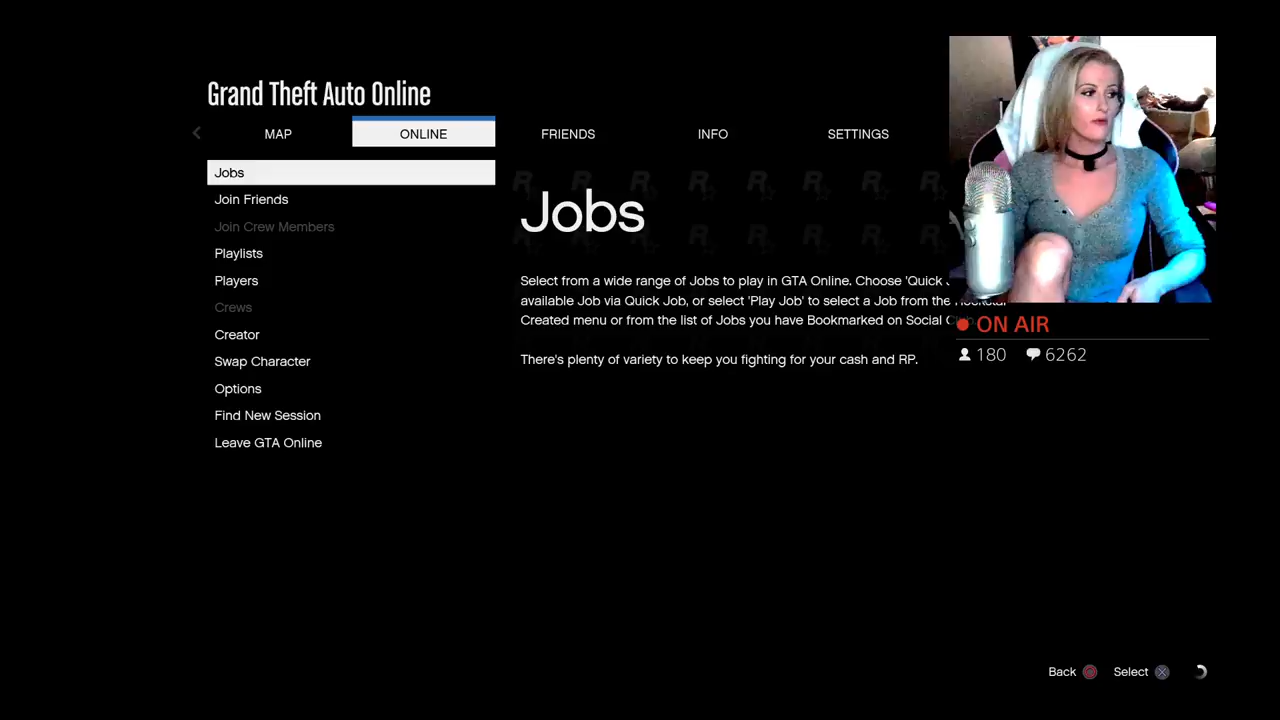 Grand Theft Auto Online
MAP
ONLINE
FRIENDS
INFO
SETTINGS
Jobs
Join Friends
Join Crew Members
Playlists
Players
Crews
Creator
Swap Character
Options
Find New Session
Leave GTA Online
Jobs
Select from a wide range of Jobs to play in GTA Online. Choose 'Quick
available Job via Quick Job, or select 'Play Job' to select a Job from the Rockstar
Created menu or from the list of Jobs you have Bookmarked on Social Club.
There's plenty of variety to keep you fighting for your cash and RP.
ON AIR
180 6262
Back Select